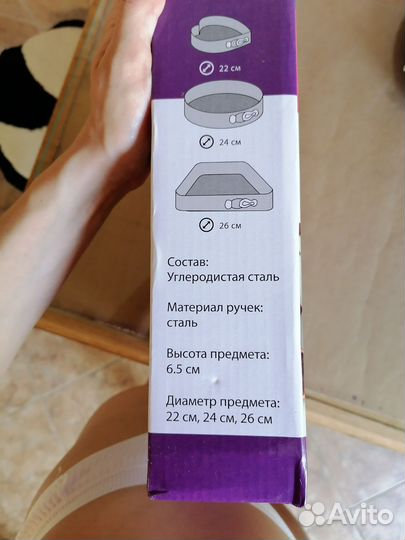 22 см
24 см
26 см
Состав:
Углеродистая сталь
Материал ручек:
сталь
Высота предмета:
6.5 см
Диаметр предмета:
22 см, 24 см, 26 см
Avito